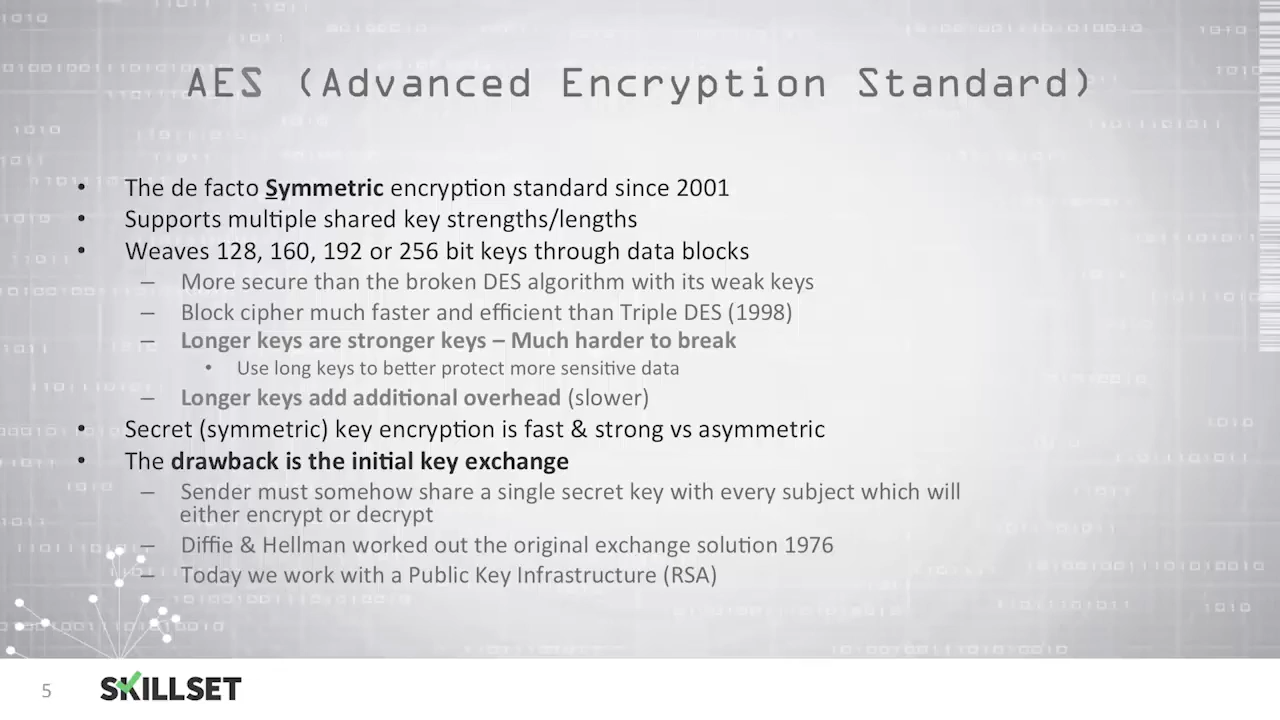 AES (Advanced Encryption Standard)
• The de facto Symmetric encryption standard since 2001
• Supports multiple shared key strengths/lengths
• Weaves 128, 160, 192 or 256 bit keys through data blocks
– More secure than the broken DES algorithm with its weak keys
– Block cipher much faster and efficient than Triple DES (1998)
– Longer keys are stronger keys – Much harder to break
• Use long keys to better protect more sensitive data
– Longer keys add additional overhead (slower)
• Secret (symmetric) key encryption is fast & strong vs asymmetric
• The drawback is the initial key exchange
– Sender must somehow share a single secret key with every subject which will
either encrypt or decrypt
– Diffie & Hellman worked out the original exchange solution 1976
– Today we work with a Public Key Infrastructure (RSA)
5
SKILLSET